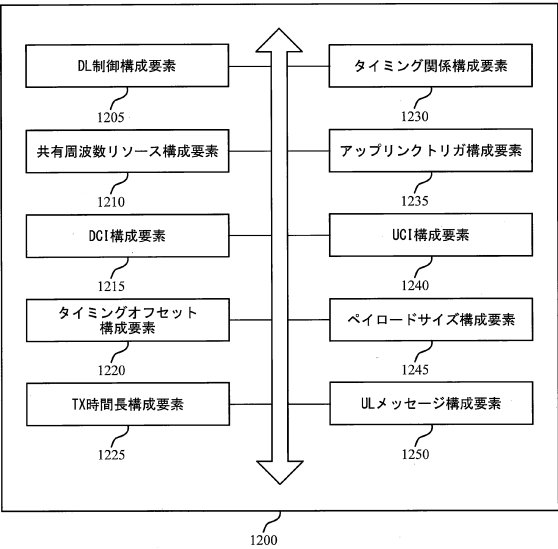 DL制御構成要素
1205
共有周波数リソース構成要素
1210
DCI構成要素
1215
タイミングオフセット
構成要素
1220
TX時間長構成要素
1225
タイミング関係構成要素
1230
アップリンクトリガ構成要素
1235
UCI構成要素
1240
ペイロードサイズ構成要素
1245
ULメッセージ構成要素
1250
1200